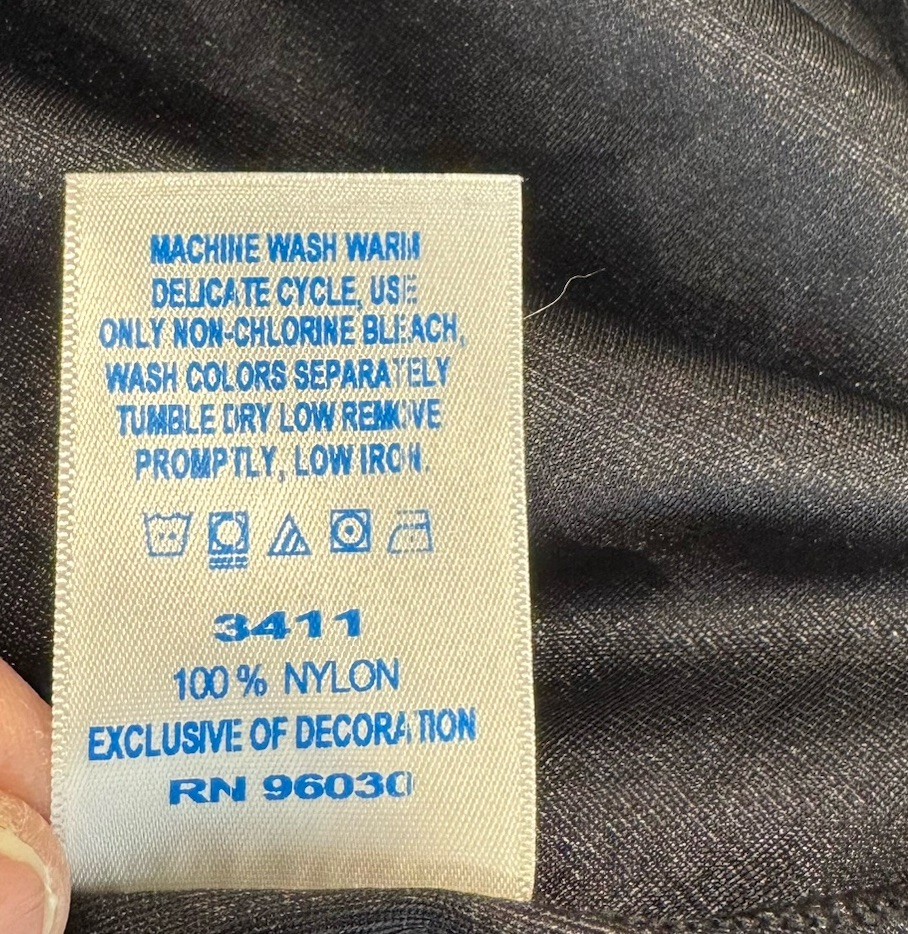 MACHINE WASH WARM
DELICATE CYCLE, USE
ONLY NON-CHLORINE BLEACH,
WASH COLORS SEPARATELY
TUMBLE DRY LOW REMOVE
PROMPTLY, LOW IRON.
3411
100 % NYLON
EXCLUSIVE OF DECORATION
RN 96030